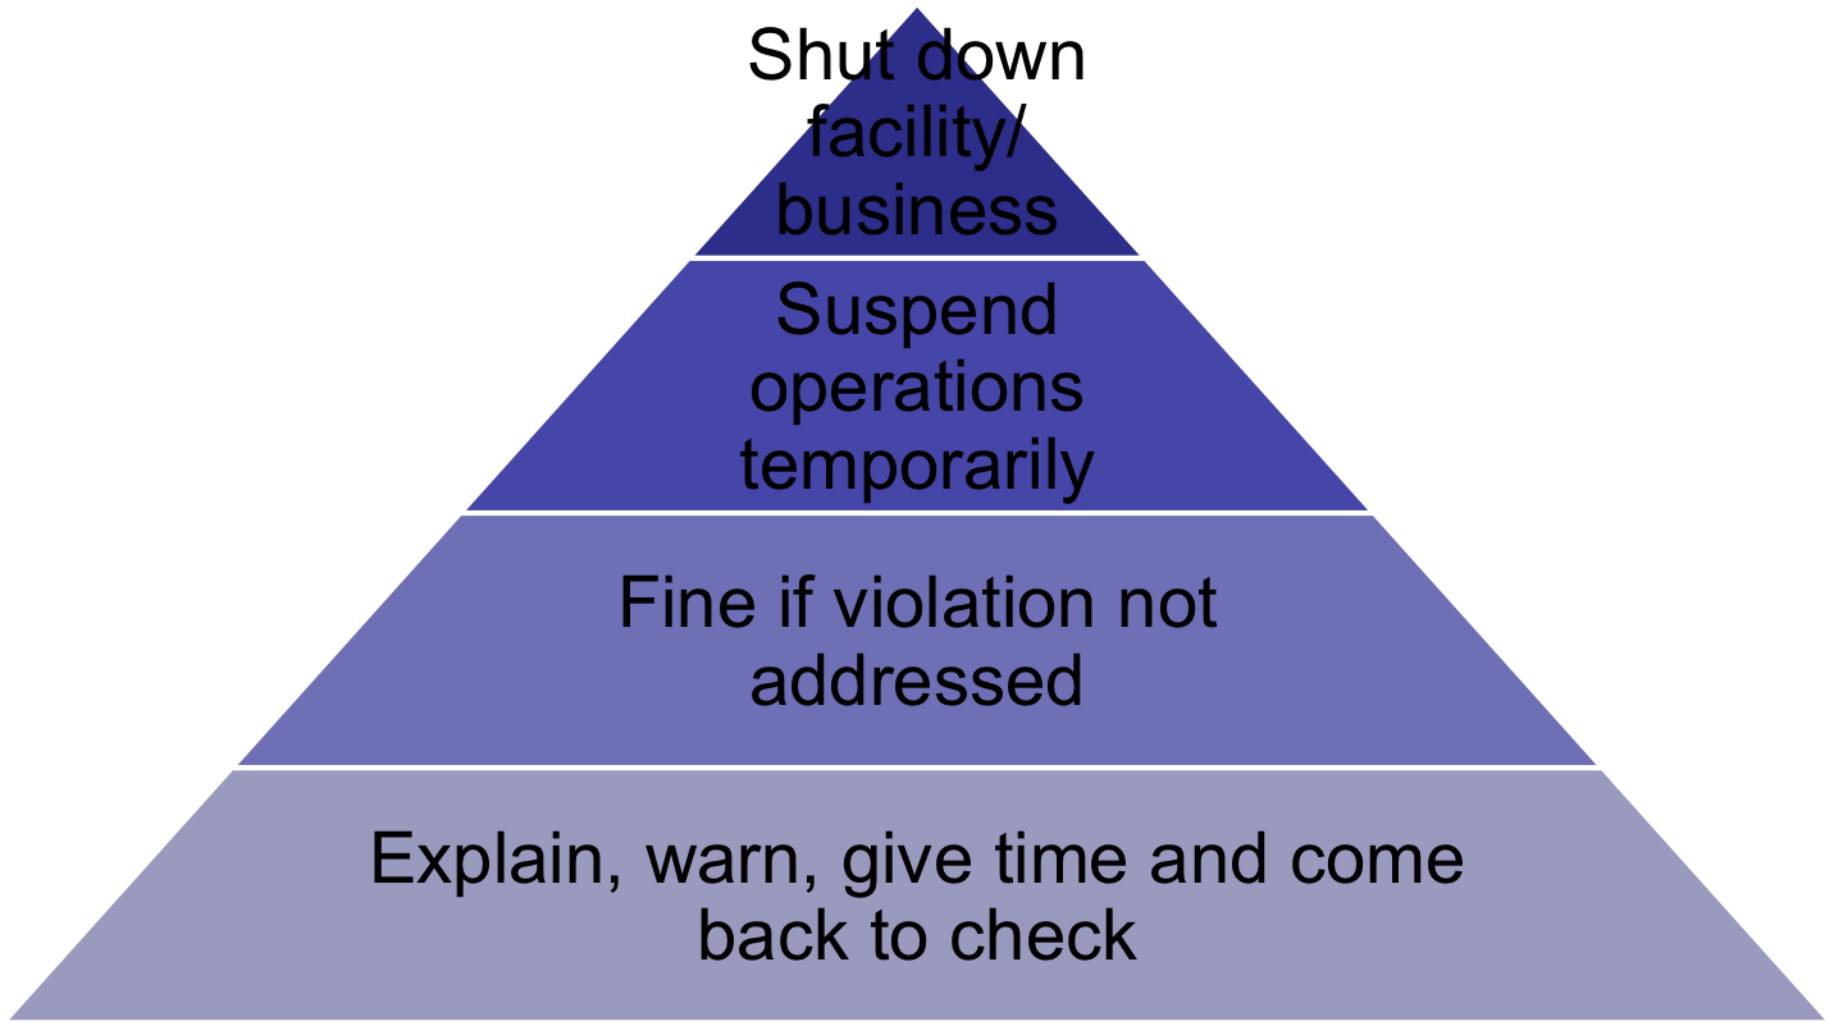 Shut down
facility/
business
Suspend
operations
temporarily
Fine if violation not
addressed
Explain, warn, give time and come
back to check